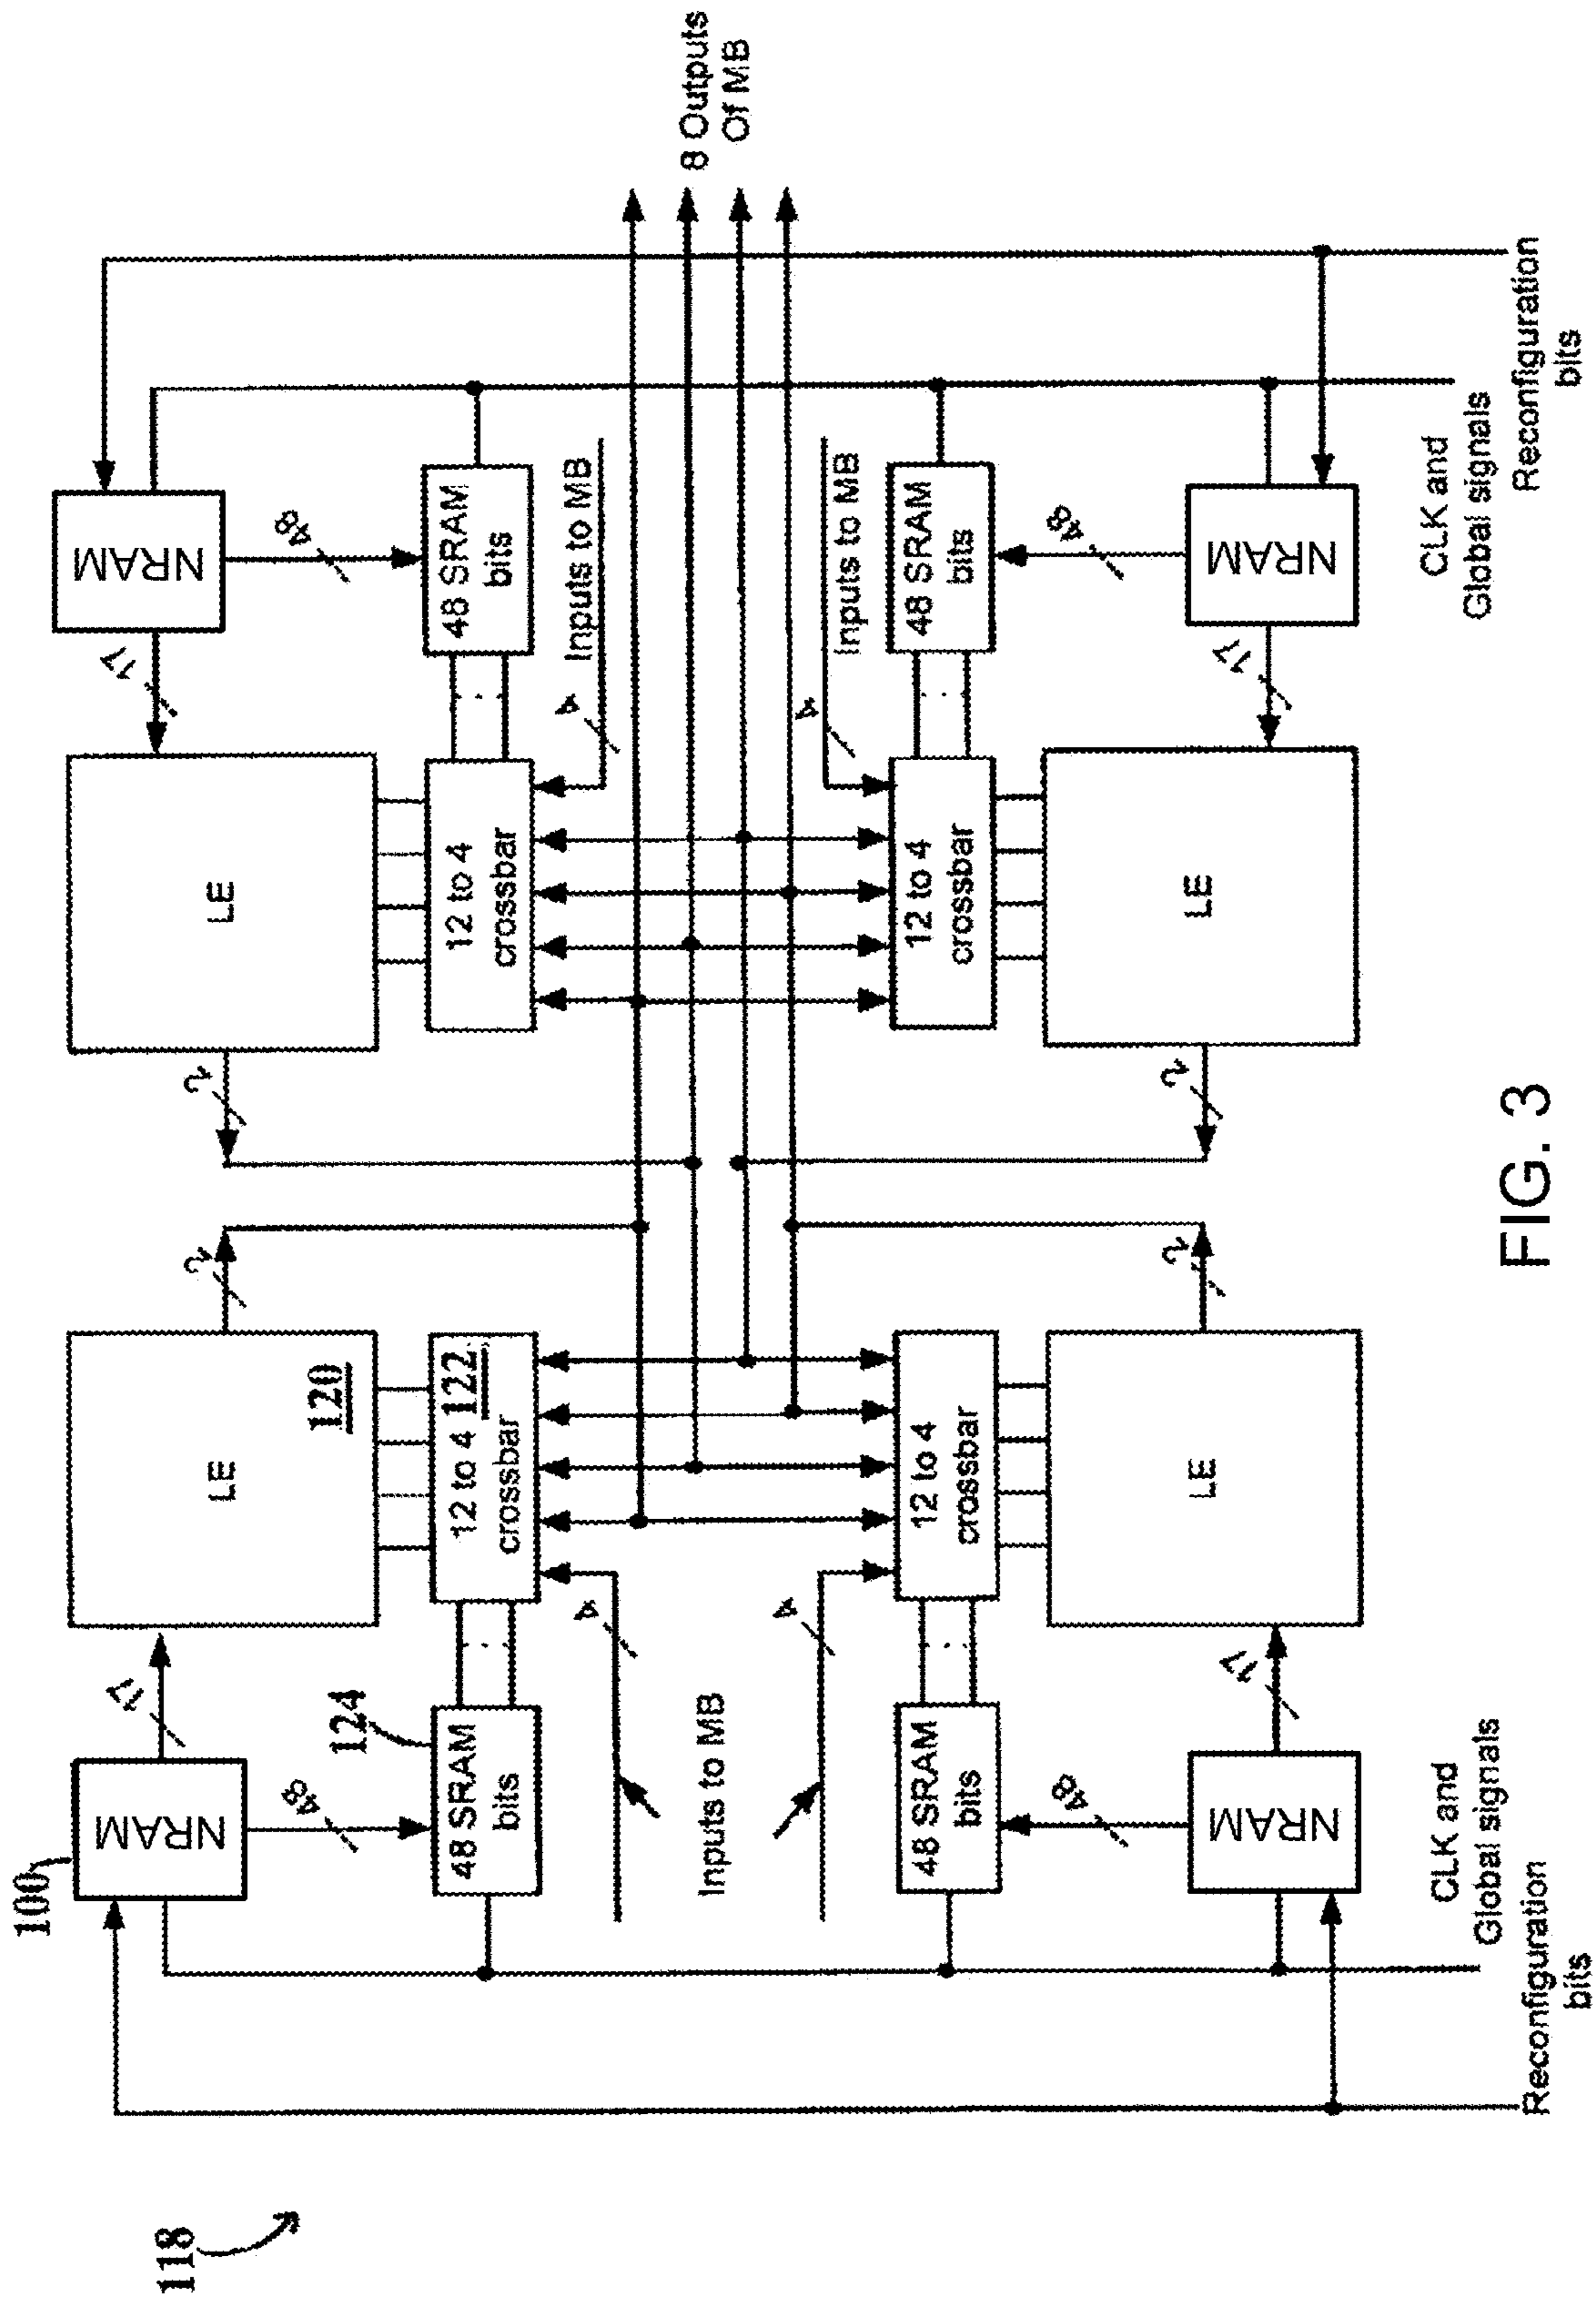 118
100
NRAM
17
LE
120
2
2
LE
17
NRAM
48
124
48
48 SRAM
bits
12 to 4
122
crossbar
12 to 4
crossbar
48 SRAM
bits
4
4
Inputs to MB
Inputs to MB
8 Outputs
Of MB
4
4
Inputs to MB
48 SRAM
bits
12 to 4
crossbar
12 to 4
crossbar
48 SRAM
bits
48
48
NRAM
17
LE
2
2
LE
17
NRAM
CLK and
Global signals
CLK and
Global signals
Reconfiguration
bits
Reconfiguration
bits
FIG. 3